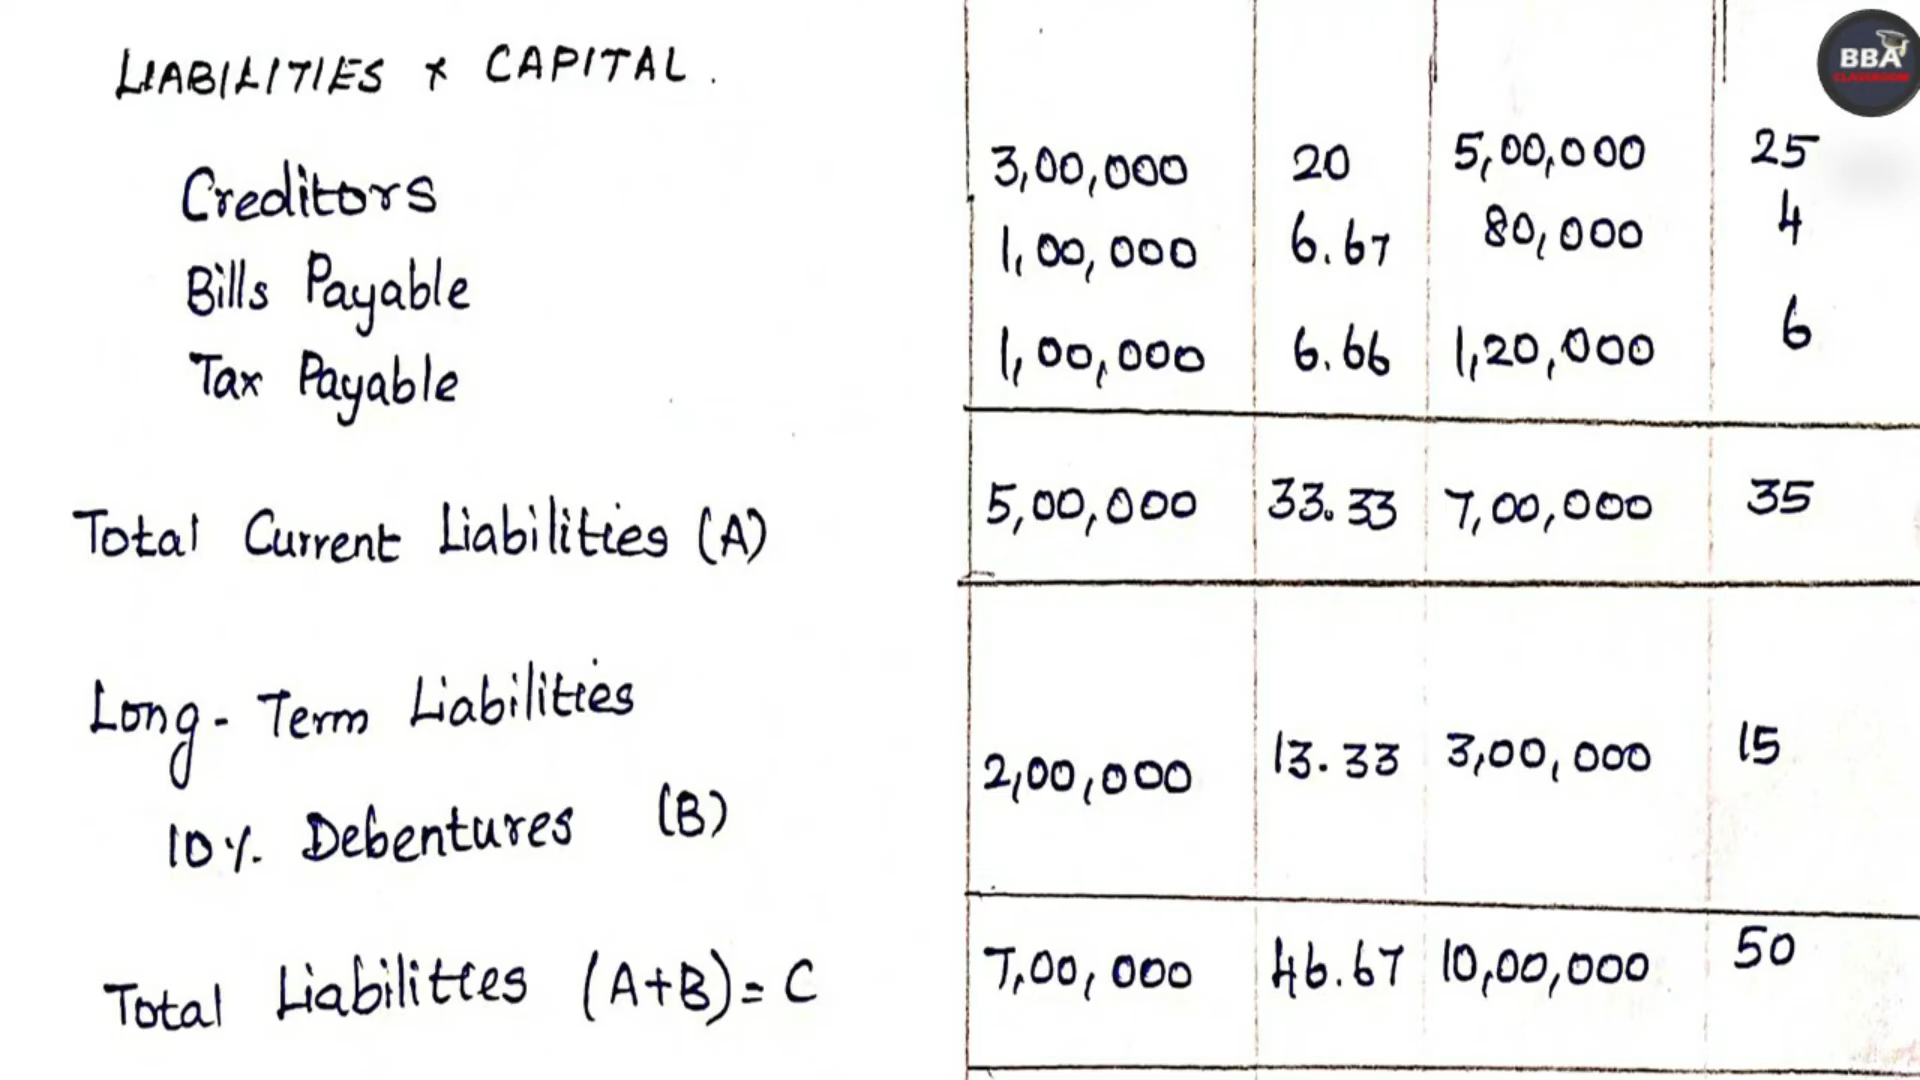 LIABILITIES & CAPITAL.
BBA
CLASSROOM
Creditors 3,00,000 20 5,00,000 25
Bills Payable 1,00,000 6.67 80,000 4
Tax Payable 1,00,000 6.66 1,20,000 6
Total Current Liabilities (A) 5,00,000 33.33 7,00,000 35
Long-Term Liabilities
10%. Debentures (B) 2,00,000 13.33 3,00,000 15
Total Liabilities (A+B)= C 7,00,000 46.67 10,00,000 50